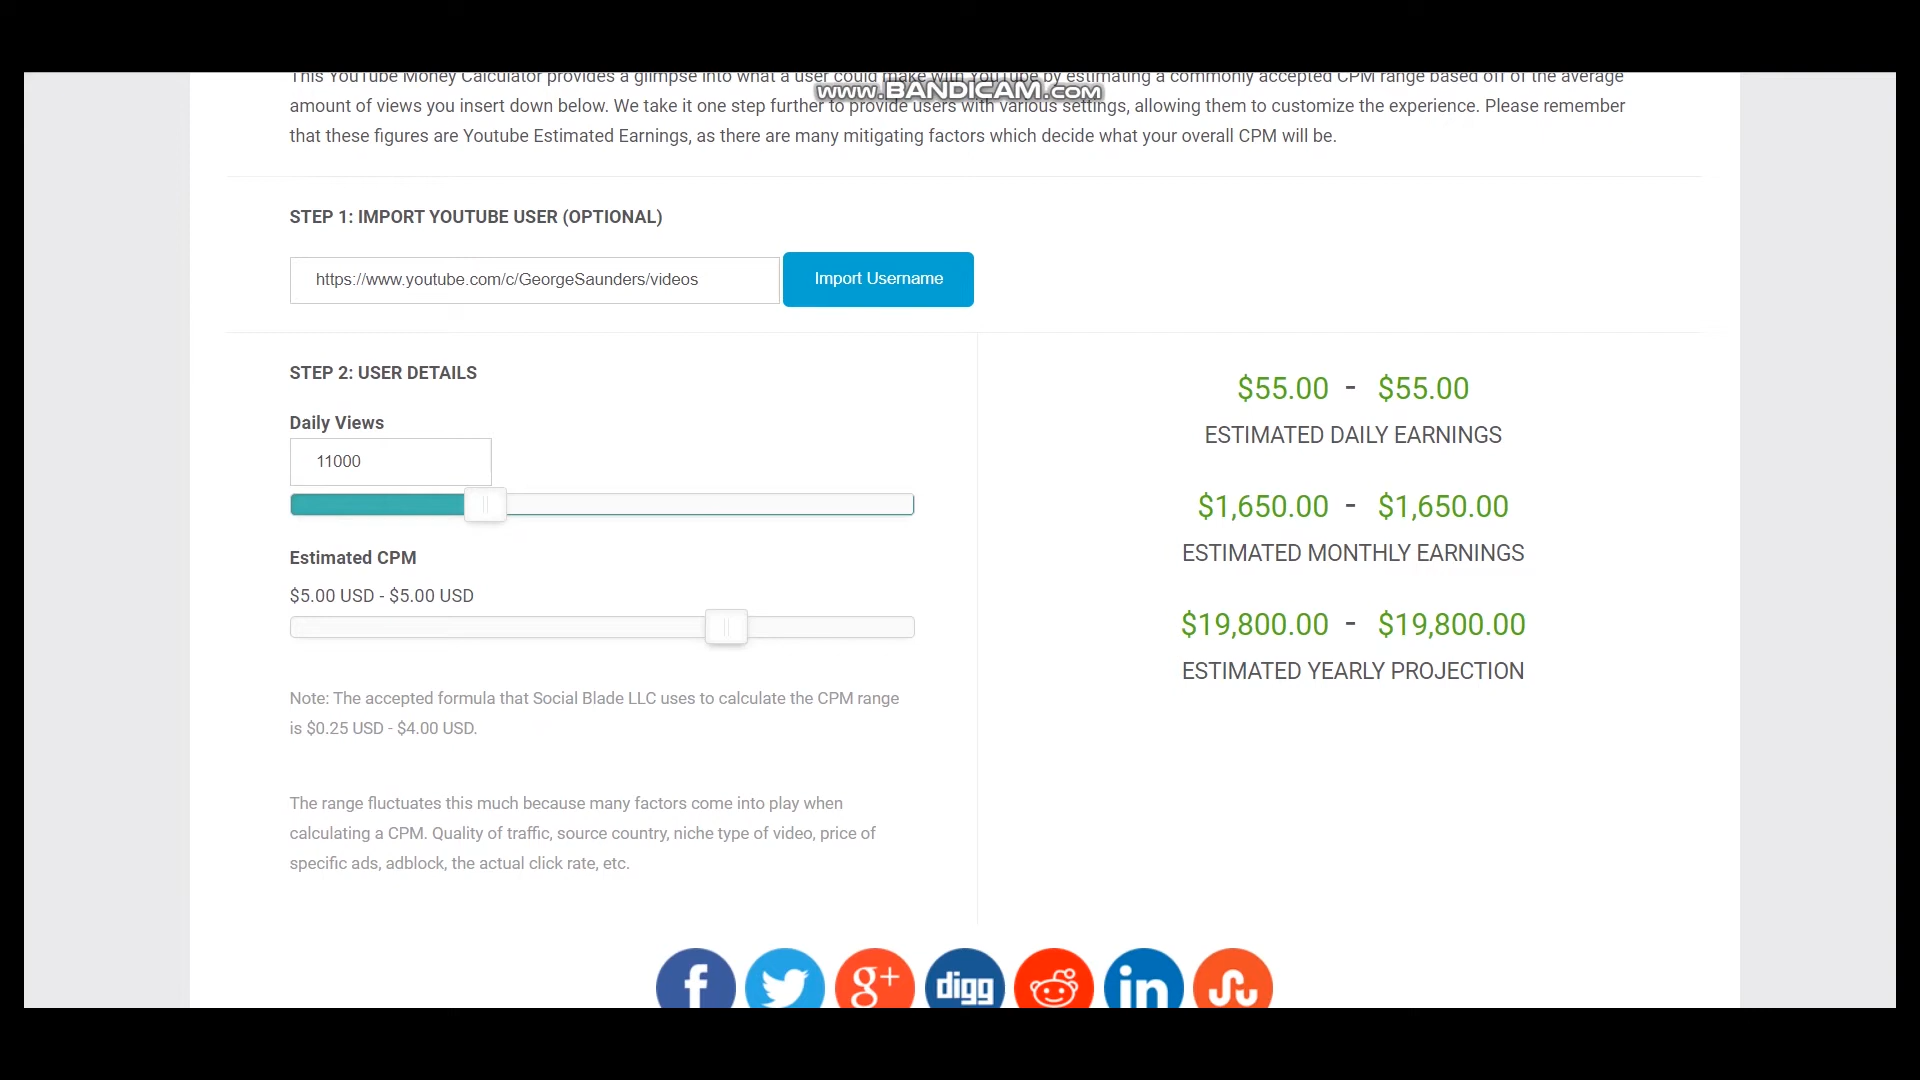 This YouTube Money Calculator provides a glimpse into what a user could make with YouTube by estimating a commonly accepted CPM range based off of the average
www.BANDICAM.com
amount of views you insert down below. We take it one step further to provide users with various settings, allowing them to customize the experience. Please remember
that these figures are Youtube Estimated Earnings, as there are many mitigating factors which decide what your overall CPM will be.
STEP 1: IMPORT YOUTUBE USER (OPTIONAL)
https://www.youtube.com/c/GeorgeSaunders/videos
Import Username
STEP 2: USER DETAILS
Daily Views
11000
Estimated CPM
$5.00 USD - $5.00 USD
Note: The accepted formula that Social Blade LLC uses to calculate the CPM range
is $0.25 USD - $4.00 USD.
The range fluctuates this much because many factors come into play when
calculating a CPM. Quality of traffic, source country, niche type of video, price of
specific ads, adblock, the actual click rate, etc.
$55.00 - $55.00
ESTIMATED DAILY EARNINGS
$1,650.00 - $1,650.00
ESTIMATED MONTHLY EARNINGS
$19,800.00 - $19,800.00
ESTIMATED YEARLY PROJECTION
f
g+
digg
in